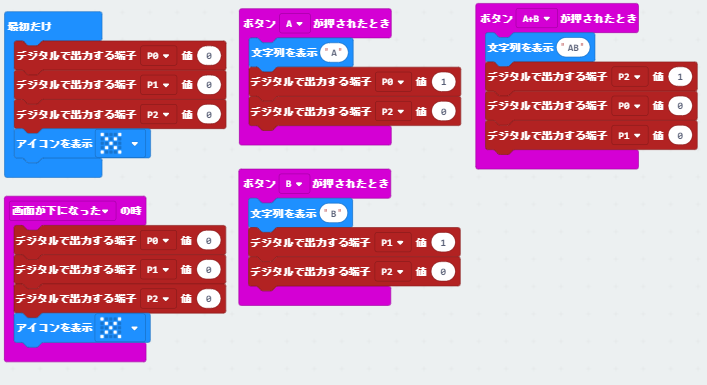 最初だけ
デジタルで出力する端子 P0 値 0
デジタルで出力する端子 P1 値 0
デジタルで出力する端子 P2 値 0
アイコンを表示
画面が下になった の時
デジタルで出力する端子 P0 値 0
デジタルで出力する端子 P1 値 0
デジタルで出力する端子 P2 値 0
アイコンを表示
ボタン A が押されたとき
文字列を表示 "A"
デジタルで出力する端子 P0 値 1
デジタルで出力する端子 P2 値 0
ボタン B が押されたとき
文字列を表示 "B"
デジタルで出力する端子 P1 値 1
デジタルで出力する端子 P2 値 0
ボタン A+B が押されたとき
文字列を表示 "AB"
デジタルで出力する端子 P2 値 1
デジタルで出力する端子 P0 値 0
デジタルで出力する端子 P1 値 0